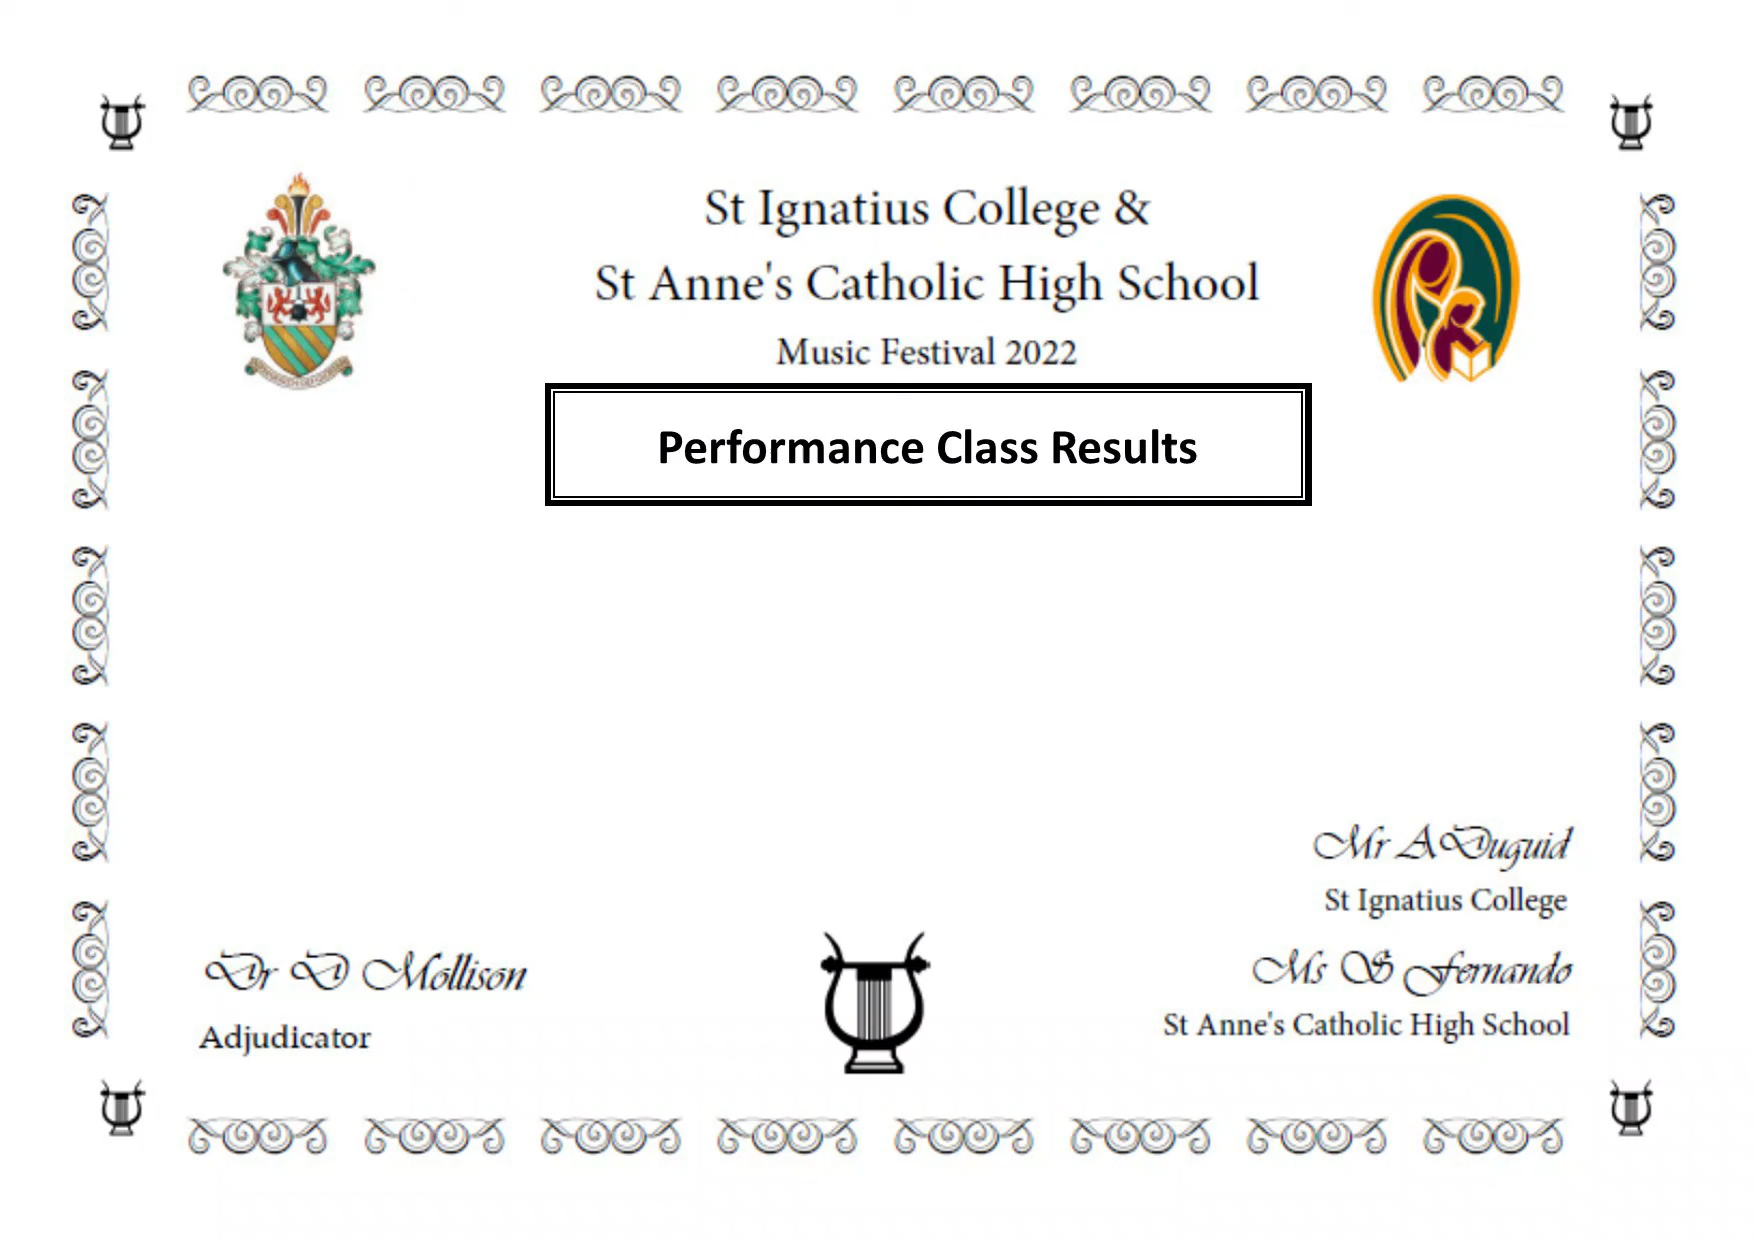 St Ignatius College &
St Anne's Catholic High School
Music Festival 2022
Performance Class Results
Mr A Duguid
St Ignatius College
Dr D Mollison
Adjudicator
Ms S Fernando
St Anne's Catholic High School